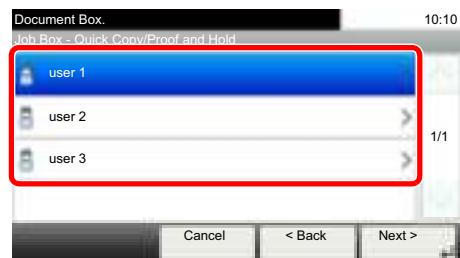 Document Box. 10:10
Job Box - Quick Copy/Proof and Hold
user 1
user 2
1/1
user 3
Cancel < Back Next >